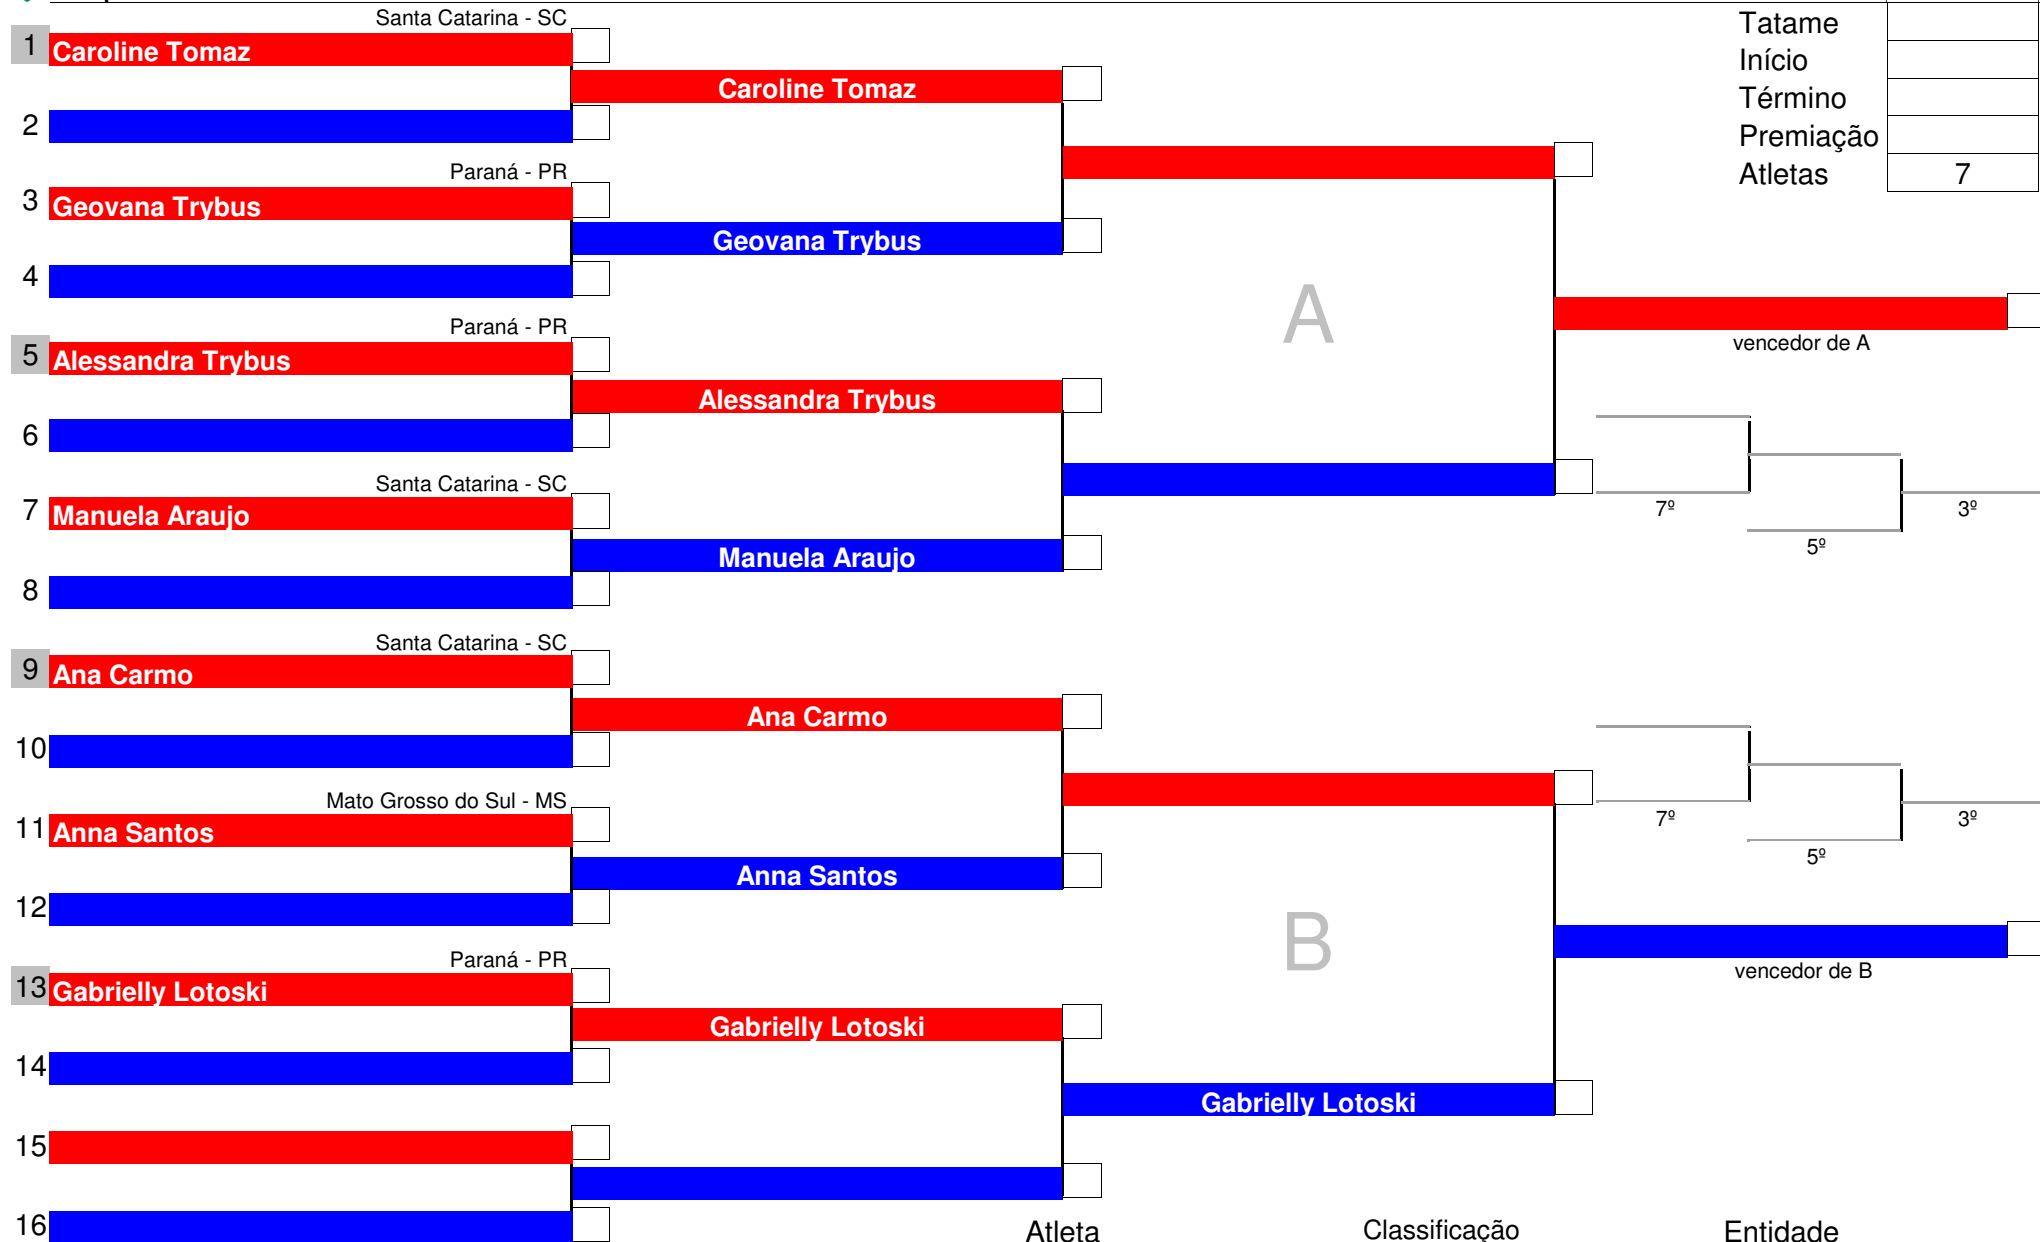 Santa Catarina - SC
1 Caroline Tomaz
Caroline Tomaz
2
Paraná - PR
3 Geovana Trybus
Geovana Trybus
4
Paraná - PR
5 Alessandra Trybus
Alessandra Trybus
6
Santa Catarina - SC
7 Manuela Araujo
Manuela Araujo
8
Santa Catarina - SC
9 Ana Carmo
Ana Carmo
10
Mato Grosso do Sul - MS
11 Anna Santos
Anna Santos
12
Paraná - PR
13 Gabrielly Lotoski
Gabrielly Lotoski
14
15
16
A
B
Gabrielly Lotoski
Tatame
Início
Término
Premiação
Atletas 7
vencedor de A
7º
5º
3º
7º
5º
3º
vencedor de B
Atleta Classificação Entidade